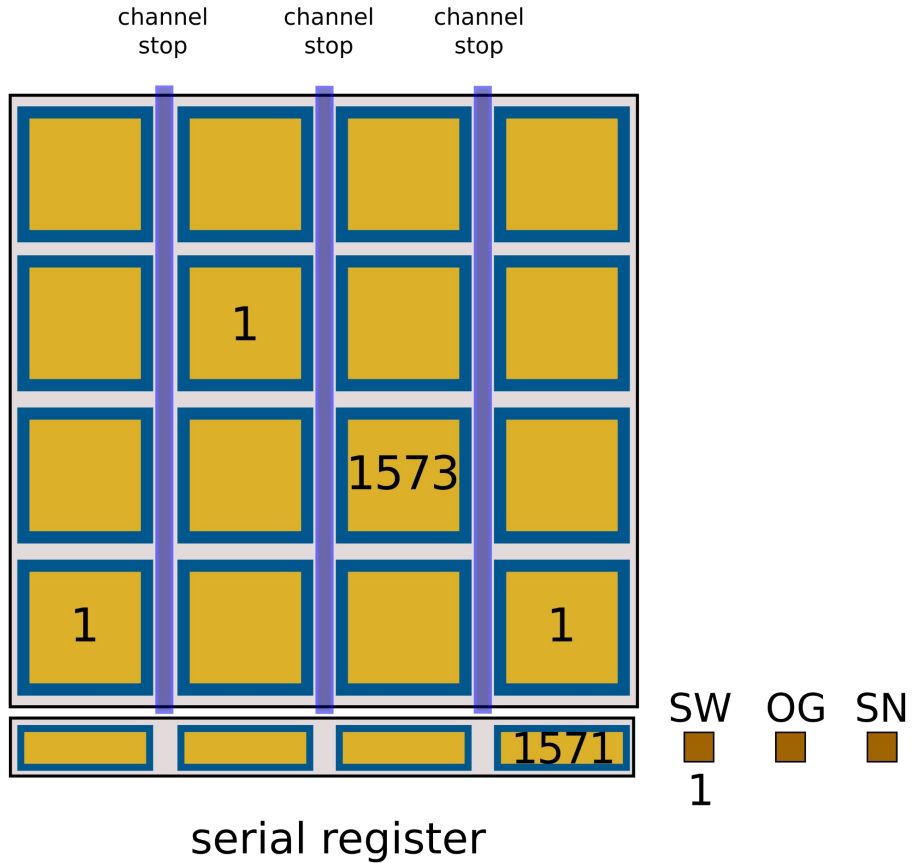 channel stop
channel stop
channel stop
1
1573
1
1
SW OG SN
1571
1
serial register